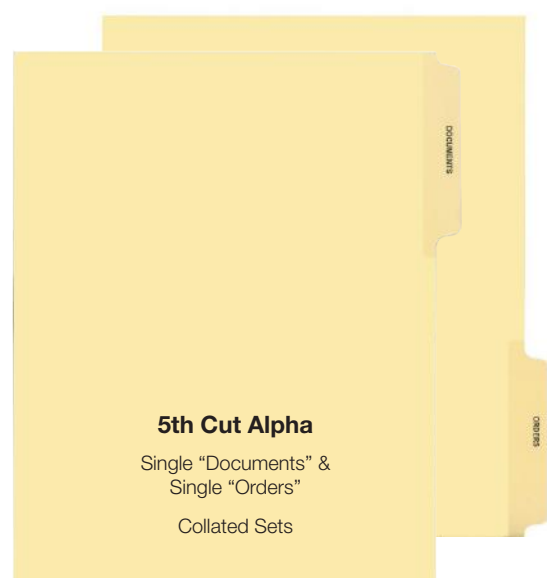 DOCUMENTS
ORDERS
5th Cut Alpha
Single “Documents” &
Single “Orders”
Collated Sets